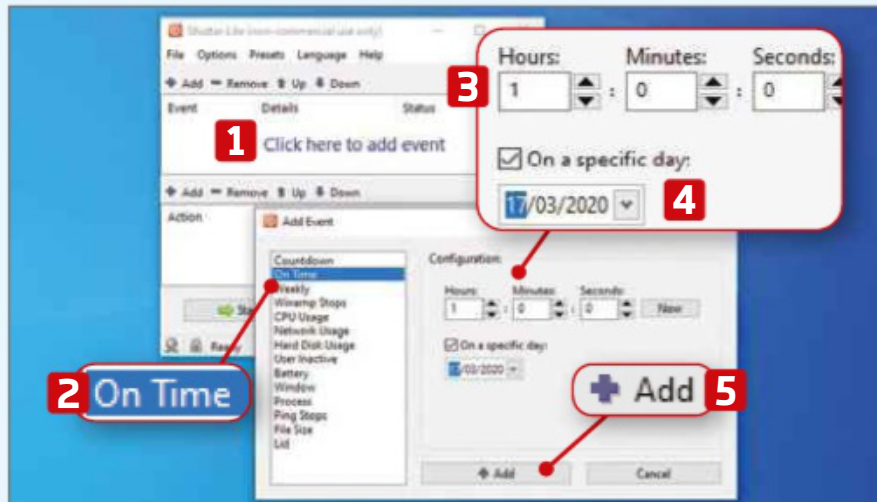 Shutter Lite (non-commercial use only)
File Options Presets Language Help
Add Remove Up Down
Event Details Status
1 Click here to add event
Add Remove Up Down
Action
Ready
3 Hours: Minutes: Seconds:
1 : 0 : 0
On a specific day:
17/03/2020 4
Add Event
Countdown
On Time
Weekly
Winamp Stops
CPU Usage
Network Usage
Hard Disk Usage
User Inactive
Battery
Window
Process
Ping Stops
File Size
Lid
Configuration:
Hours: Minutes: Seconds:
1 : 0 : 0 Now
On a specific day:
17/03/2020
Add Cancel
2 On Time
Add 5